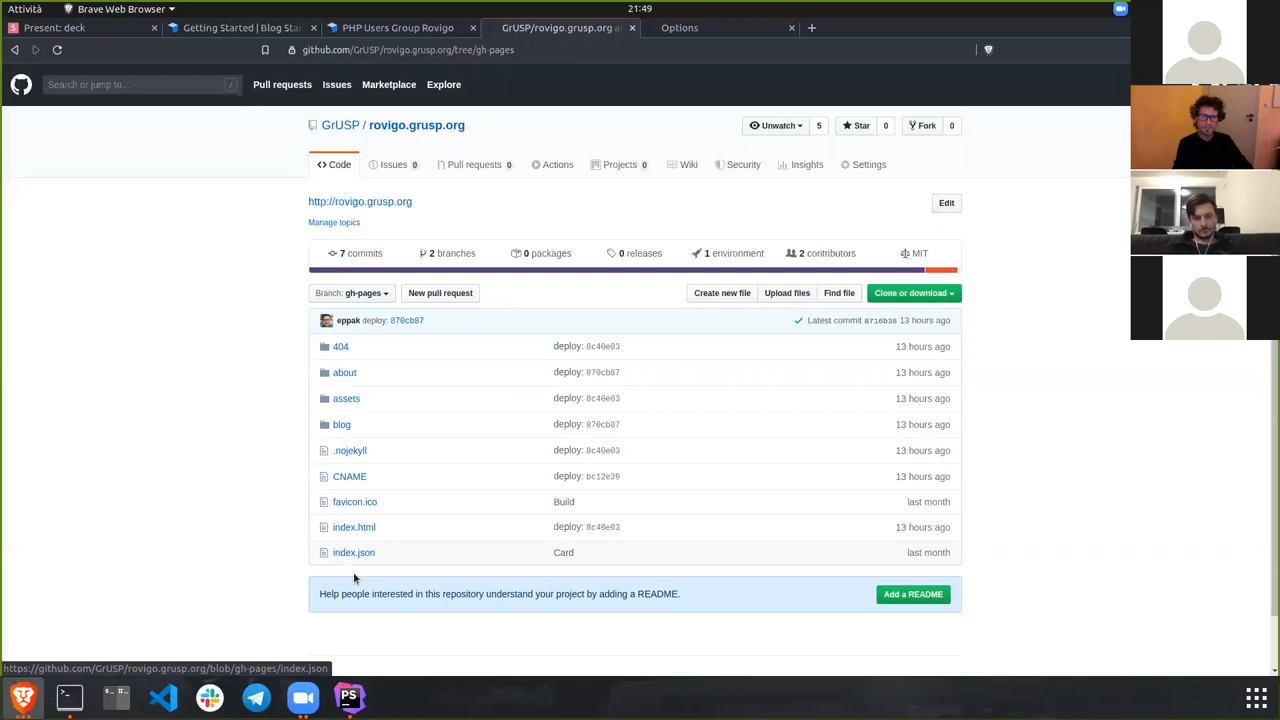 Attività
Brave Web Browser
21:49
Present: deck
Getting Started | Blog Sta
PHP Users Group Rovigo
GrUSP/rovigo.grusp.org a
Options
github.com/GrUSP/rovigo.grusp.org/tree/gh-pages
Search or jump to...
/
Pull requests
Issues
Marketplace
Explore
GrUSP / rovigo.grusp.org
Unwatch
5
Star
0
Fork
0
Code
Issues 0
Pull requests 0
Actions
Projects 0
Wiki
Security
Insights
Settings
http://rovigo.grusp.org
Edit
Manage topics
7 commits
2 branches
0 packages
0 releases
1 environment
2 contributors
MIT
Branch: gh-pages
New pull request
Create new file
Upload files
Find file
Clone or download
eppak deploy: 870cb87
Latest commit 8716b38 13 hours ago
404
deploy: 8c40e03
13 hours ago
about
deploy: 870cb87
13 hours ago
assets
deploy: 8c40e03
13 hours ago
blog
deploy: 870cb87
13 hours ago
.nojekyll
deploy: 8c40e03
13 hours ago
CNAME
deploy: bc12e39
13 hours ago
favicon.ico
Build
last month
index.html
deploy: 8c40e03
13 hours ago
index.json
Card
last month
Help people interested in this repository understand your project by adding a README.
Add a README
https://github.com/GrUSP/rovigo.grusp.org/blob/gh-pages/index.json
PS